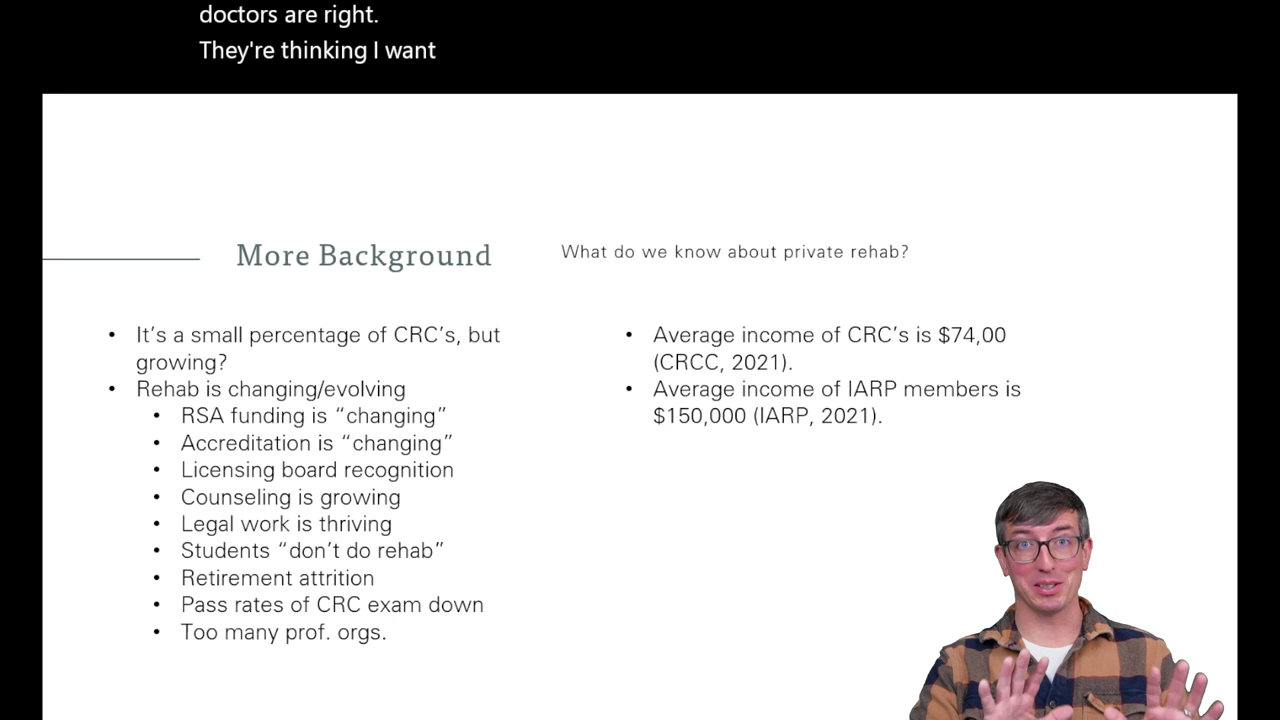 doctors are right.
They're thinking I want
More Background
What do we know about private rehab?
• It's a small percentage of CRC's, but
growing?
• Rehab is changing/evolving
• RSA funding is “changing”
• Accreditation is “changing”
• Licensing board recognition
• Counseling is growing
• Legal work is thriving
• Students “don't do rehab”
• Retirement attrition
• Pass rates of CRC exam down
• Too many prof. orgs.
• Average income of CRC's is $74,00
(CRCC, 2021).
• Average income of IARP members is
$150,000 (IARP, 2021).